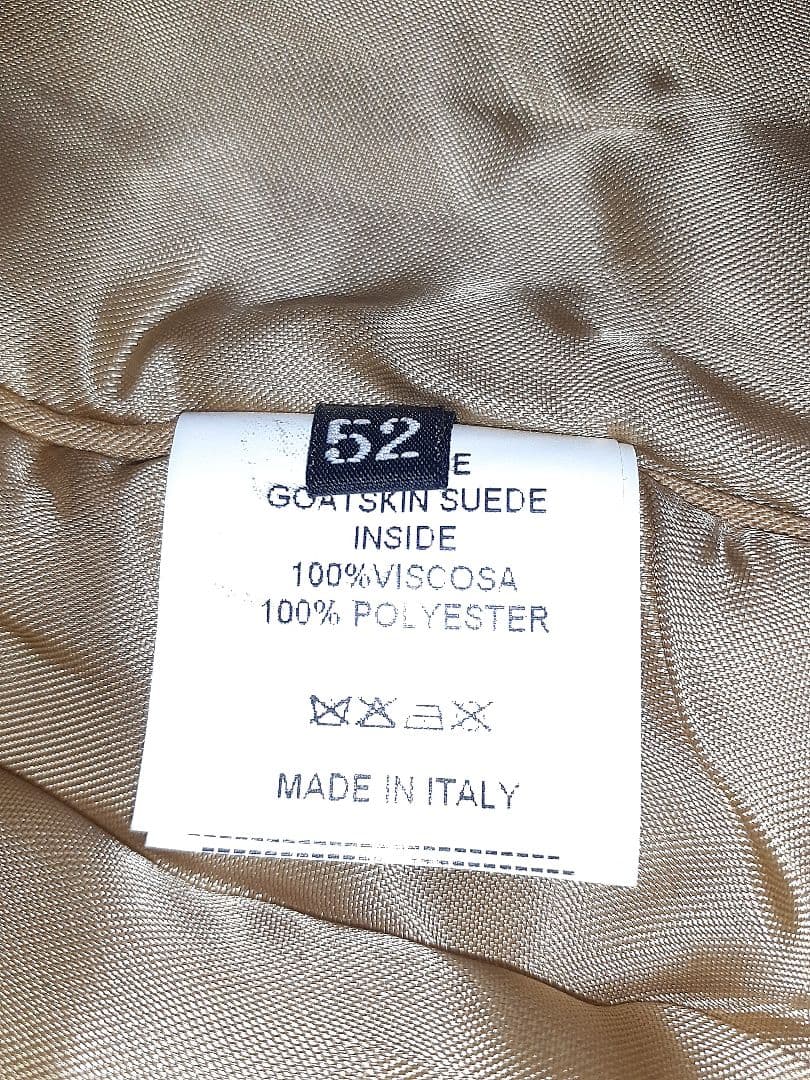 52
E
GOATSKIN SUEDE
INSIDE
100%VISCOSA
100% POLYESTER
MADE IN ITALY